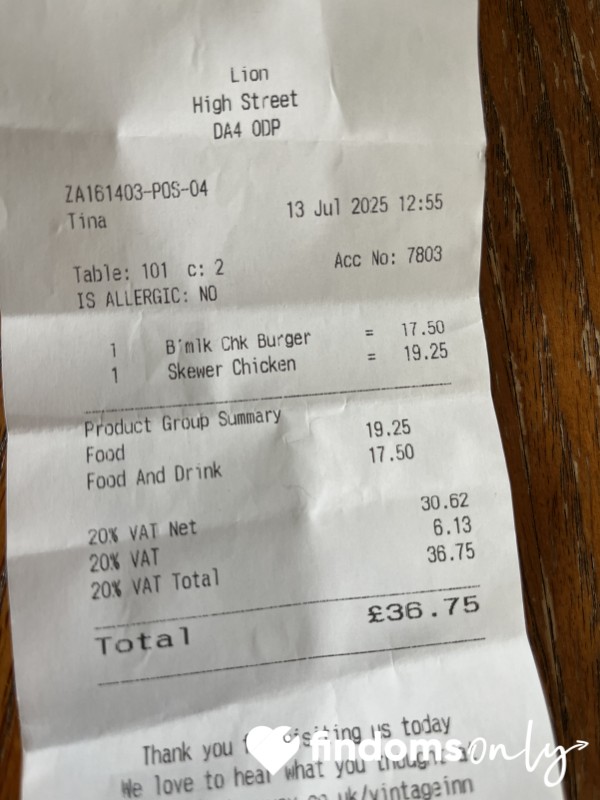 Lion
High Street
DA4 0DP
ZA161403-POS-04
Tina 13 Jul 2025 12:55
Table: 101 c: 2 Acc No: 7803
IS ALLERGIC: NO
1 B'mlk Chk Burger = 17.50
1 Skewer Chicken = 19.25
Product Group Summary
Food 19.25
Food And Drink 17.50
20% VAT Net 30.62
20% VAT 6.13
20% VAT Total 36.75
Total £36.75
Thank you visiting us today
We love to hear what you thought
uk/vintageinn
findomsonly